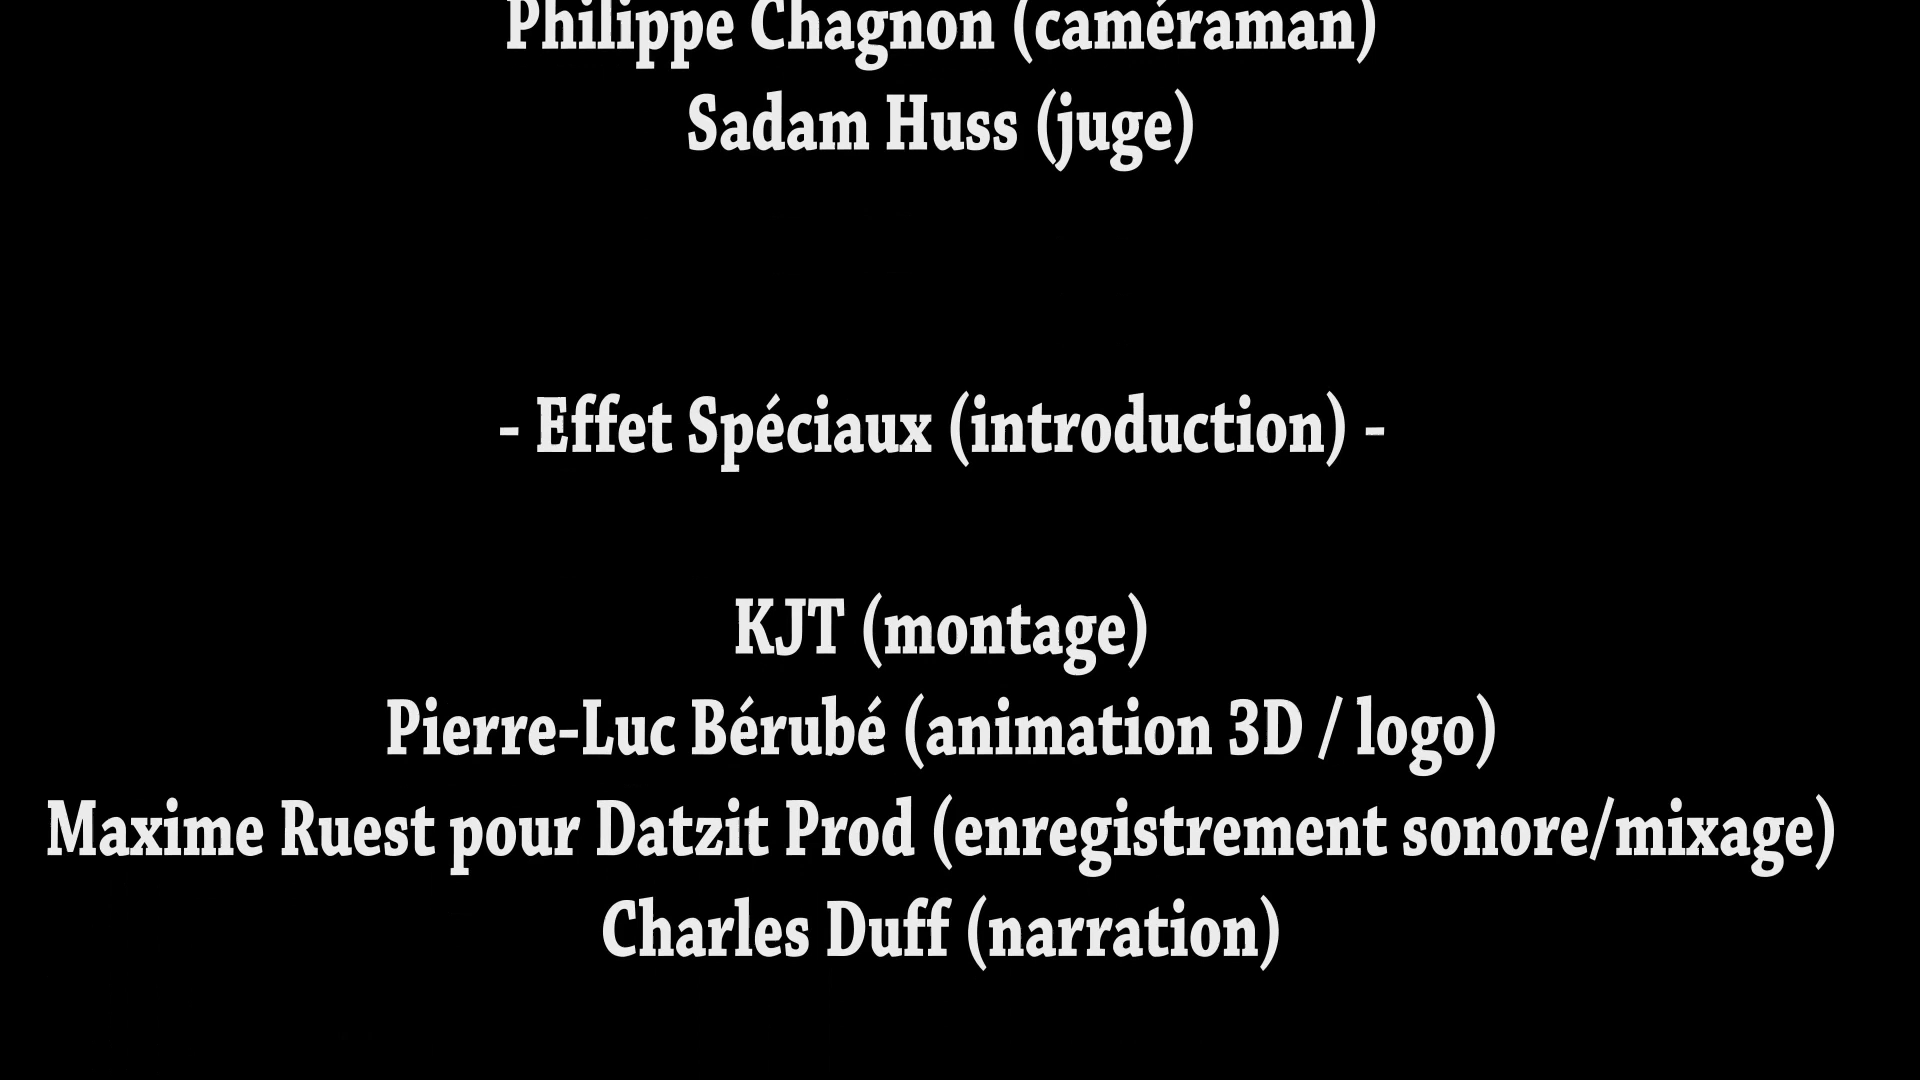 Philippe Chagnon (caméraman)
Sadam Huss (juge)
- Effet Spéciaux (introduction) -
KJT (montage)
Pierre-Luc Bérubé (animation 3D / logo)
Maxime Ruest pour Datzit Prod (enregistrement sonore/mixage)
Charles Duff (narration)